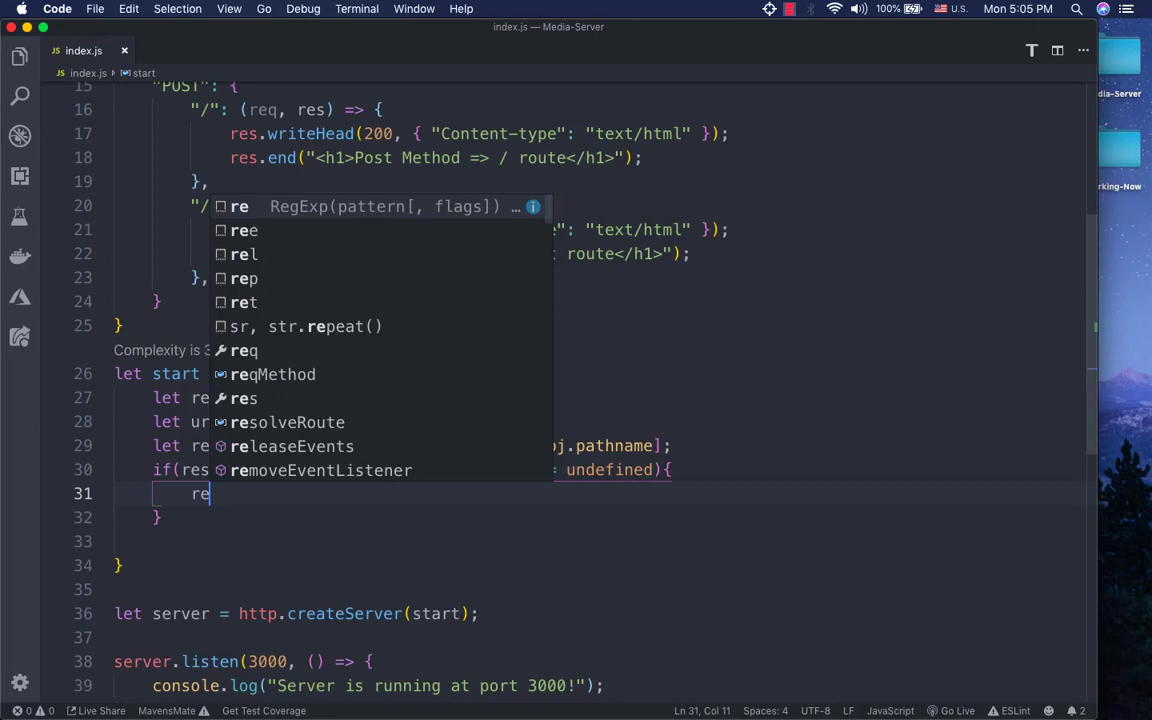 Code File Edit Selection View Go Debug Terminal Window Help 100% U.S. Mon 5:05 PM
index.js — Media-Server
JS index.js ×
JS index.js › start
dia-Server
rking-Now
15 "POST": {
16 "/": (req, res) => {
17 res.writeHead(200, { "Content-type": "text/html" });
18 res.end("<h1>Post Method => / route</h1>");
19 },
20 "/
21 ": "text/html" });
22 t route</h1>");
23 },
24 }
25 }
re RegExp(pattern[, flags]) …
ree
rel
rep
ret
sr, str.repeat()
req
reqMethod
res
resolveRoute
releaseEvents
removeEventListener
Complexity is 3
26 let start
27 let re
28 let ur
29 let re bj.pathname];
30 if(res = undefined){
31 re
32 }
33
34 }
35
36 let server = http.createServer(start);
37
38 server.listen(3000, () => {
39 console.log("Server is running at port 3000!");
0 0 Live Share MavensMate Get Test Coverage Ln 31, Col 11 Spaces: 4 UTF-8 LF JavaScript Go Live ESLint 2